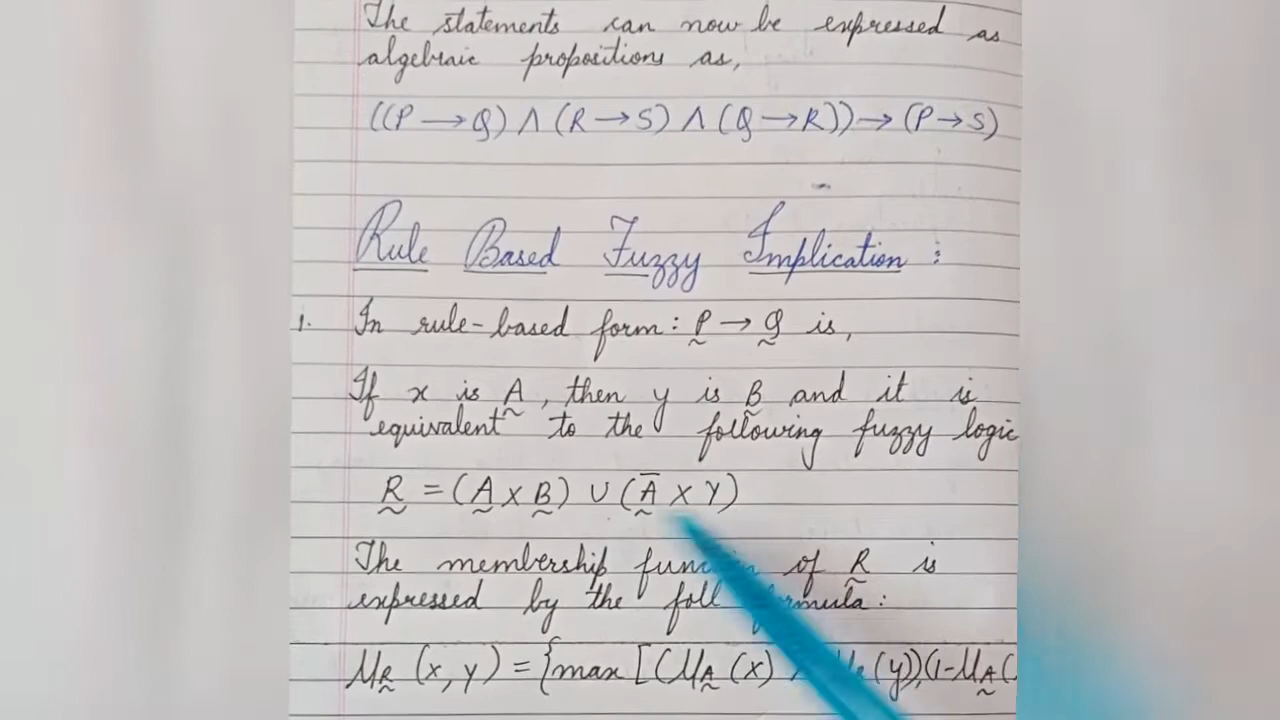 The statements can now be expressed as
algebraic propositions as,
((P → Q) ∧ (R → S) ∧ (Q → R)) → (P → S)
Rule Based Fuzzy Implication :
1. In rule-based form: P̰ → Q̰ is,
If x is A̰, then y is B̰ and it is
equivalent to the following fuzzy logic
R̰ = (A̰ × B̰) ∪ (Ā̰ × Y)
The membership of R̰ is
expressed by the :
μR̰ (x, y) = {max [(μA̰ (x) (y)),(1-μA̰(